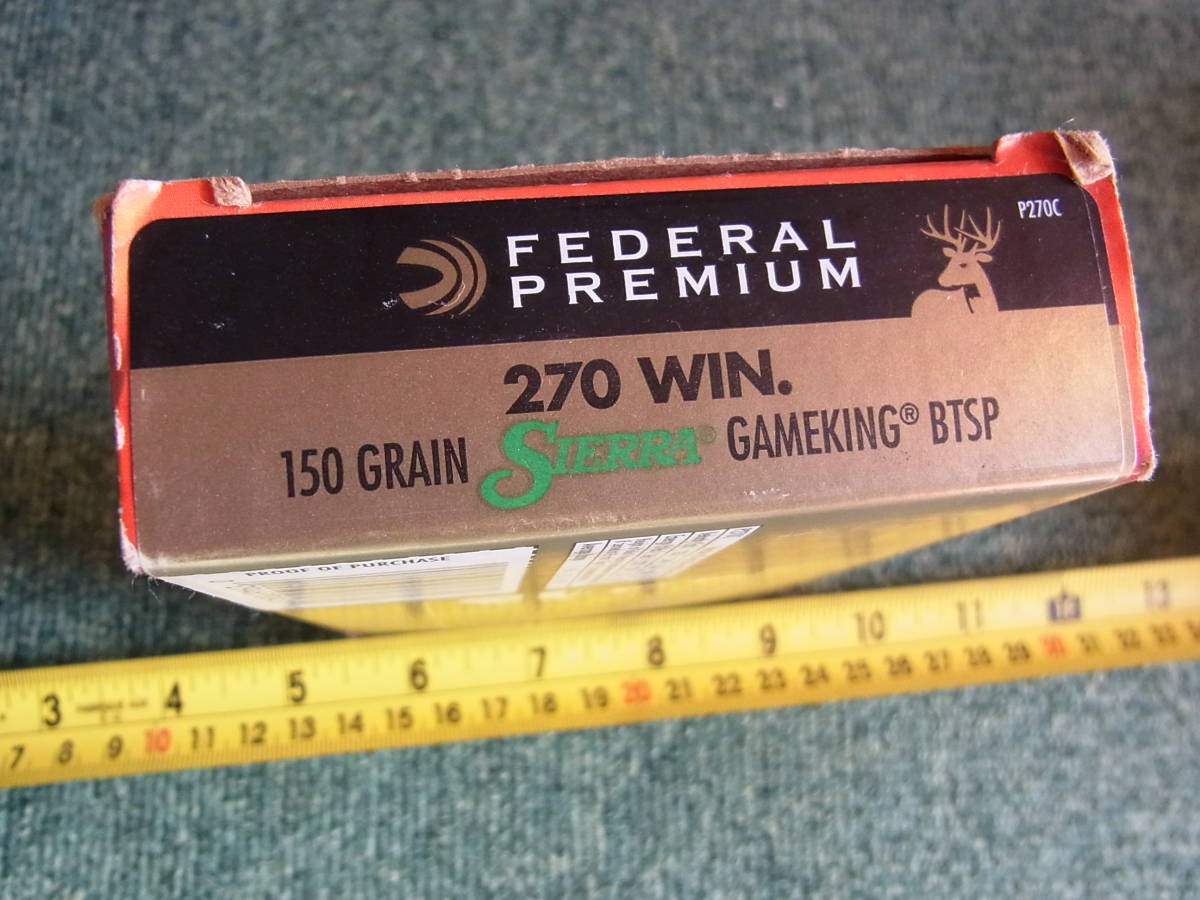 P270C
FEDERAL
PREMIUM
270 WIN.
150 GRAIN SIERRA® GAMEKING® BTSP
PROOF OF PURCHASE
3 4 5 6 7 8 9 10 11 12 13
7 8 9 10 11 12 13 14 15 16 17 18 19 20 21 22 23 24 25 26 27 28 29 30 31 32 33